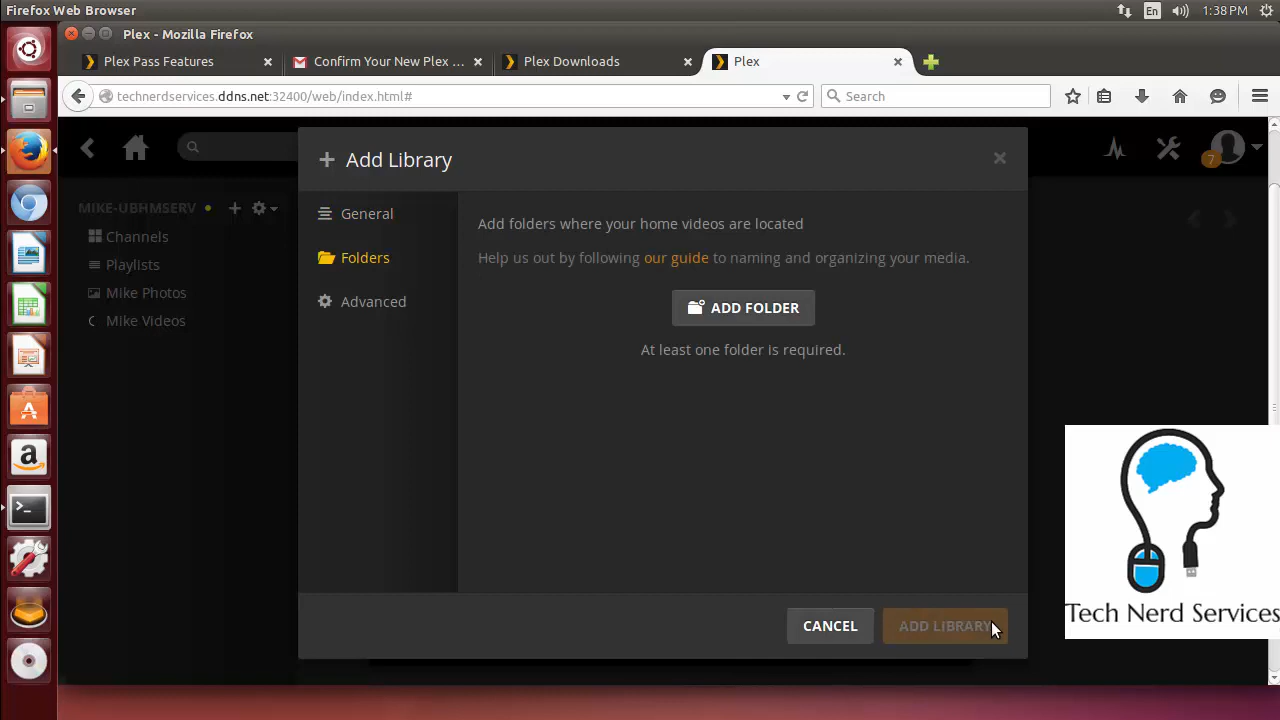 Firefox Web Browser
En
1:38 PM
Plex - Mozilla Firefox
Plex Pass Features
Confirm Your New Plex ...
Plex Downloads
Plex
technerdservices.ddns.net:32400/web/index.html#
Search
+ Add Library
7
MIKE-UBHMSERV
General
Add folders where your home videos are located
Channels
Folders
Help us out by following our guide to naming and organizing your media.
Playlists
Mike Photos
Advanced
ADD FOLDER
Mike Videos
At least one folder is required.
CANCEL
ADD LIBRARY
Tech Nerd Services